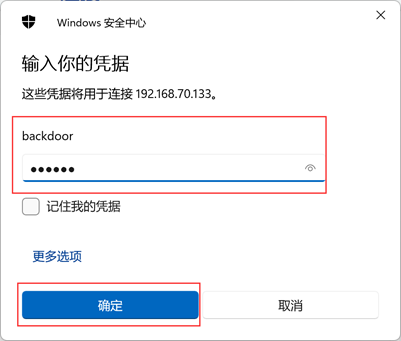 Windows 安全中心
输入你的凭据
这些凭据将用于连接 192.168.70.133。
backdoor
●●●●●●
记住我的凭据
更多选项
确定
取消